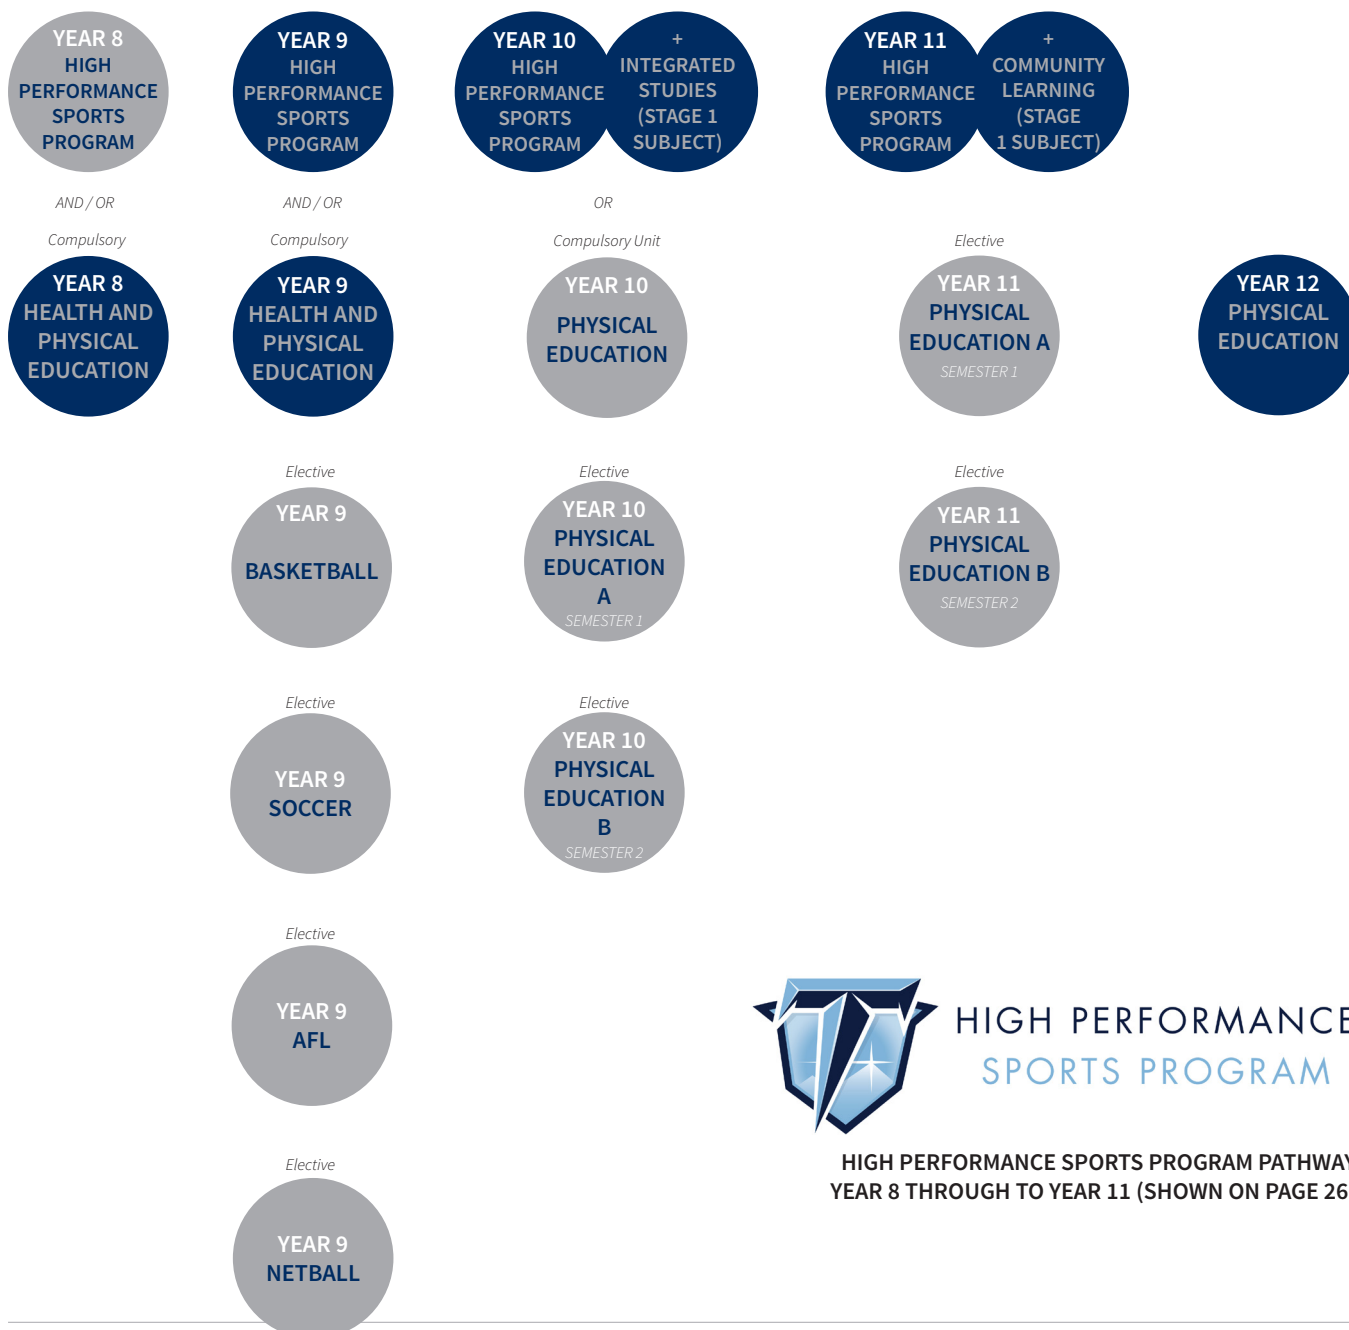 YEAR 8
HIGH
PERFORMANCE
SPORTS
PROGRAM
YEAR 9
HIGH
PERFORMANCE
SPORTS
PROGRAM
YEAR 10
HIGH
PERFORMANCE
SPORTS
PROGRAM
+
INTEGRATED
STUDIES
(STAGE 1
SUBJECT)
YEAR 11
HIGH
PERFORMANCE
SPORTS
PROGRAM
+
COMMUNITY
LEARNING
(STAGE
1 SUBJECT)
AND / OR
AND / OR
OR
Compulsory
Compulsory
Compulsory Unit
Elective
YEAR 8
HEALTH AND
PHYSICAL
EDUCATION
YEAR 9
HEALTH AND
PHYSICAL
EDUCATION
YEAR 10
PHYSICAL
EDUCATION
YEAR 11
PHYSICAL
EDUCATION A
SEMESTER 1
YEAR 12
PHYSICAL
EDUCATION
Elective
Elective
Elective
YEAR 9
BASKETBALL
YEAR 10
PHYSICAL
EDUCATION
A
SEMESTER 1
YEAR 11
PHYSICAL
EDUCATION B
SEMESTER 2
Elective
Elective
YEAR 9
SOCCER
YEAR 10
PHYSICAL
EDUCATION
B
SEMESTER 2
Elective
YEAR 9
AFL
HIGH PERFORMANCE
SPORTS PROGRAM
HIGH PERFORMANCE SPORTS PROGRAM PATHWAY
YEAR 8 THROUGH TO YEAR 11 (SHOWN ON PAGE 26
Elective
YEAR 9
NETBALL